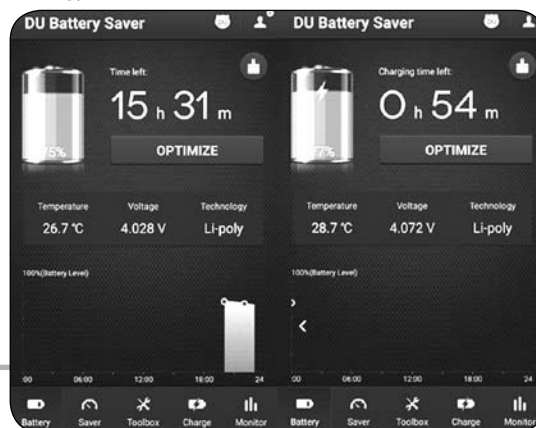 DU Battery Saver
Time left:
15 h 31 m
75%
OPTIMIZE
Temperature Voltage Technology
26.7 °C 4.028 V Li-poly
100%(Battery Level)
:00 06:00 12:00 18:00 24
Battery Saver Toolbox Charge Monitor
DU Battery Saver
Charging time left:
0 h 54 m
7%
OPTIMIZE
Temperature Voltage Technology
28.7 °C 4.072 V Li-poly
100%(Battery Level)
:00 06:00 12:00 18:00 24
Battery Saver Toolbox Charge Monitor